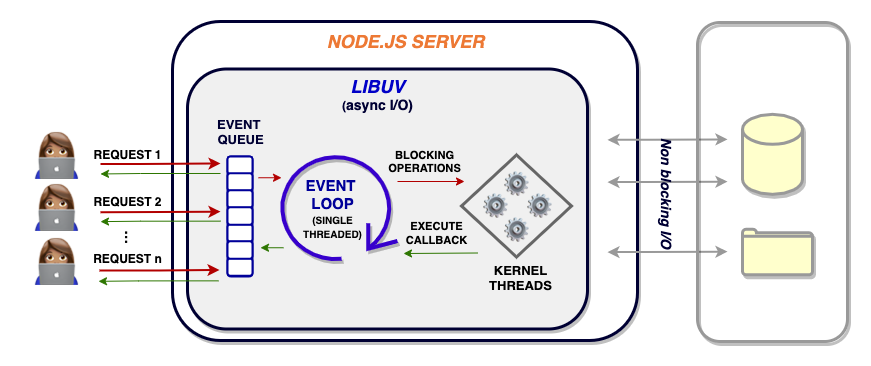 NODE.JS SERVER
LIBUV
(async I/O)
EVENT
QUEUE
REQUEST 1
REQUEST 2
⋮
REQUEST n
EVENT
LOOP
(SINGLE
THREADED)
BLOCKING
OPERATIONS
EXECUTE
CALLBACK
KERNEL
THREADS
Non blocking I/O